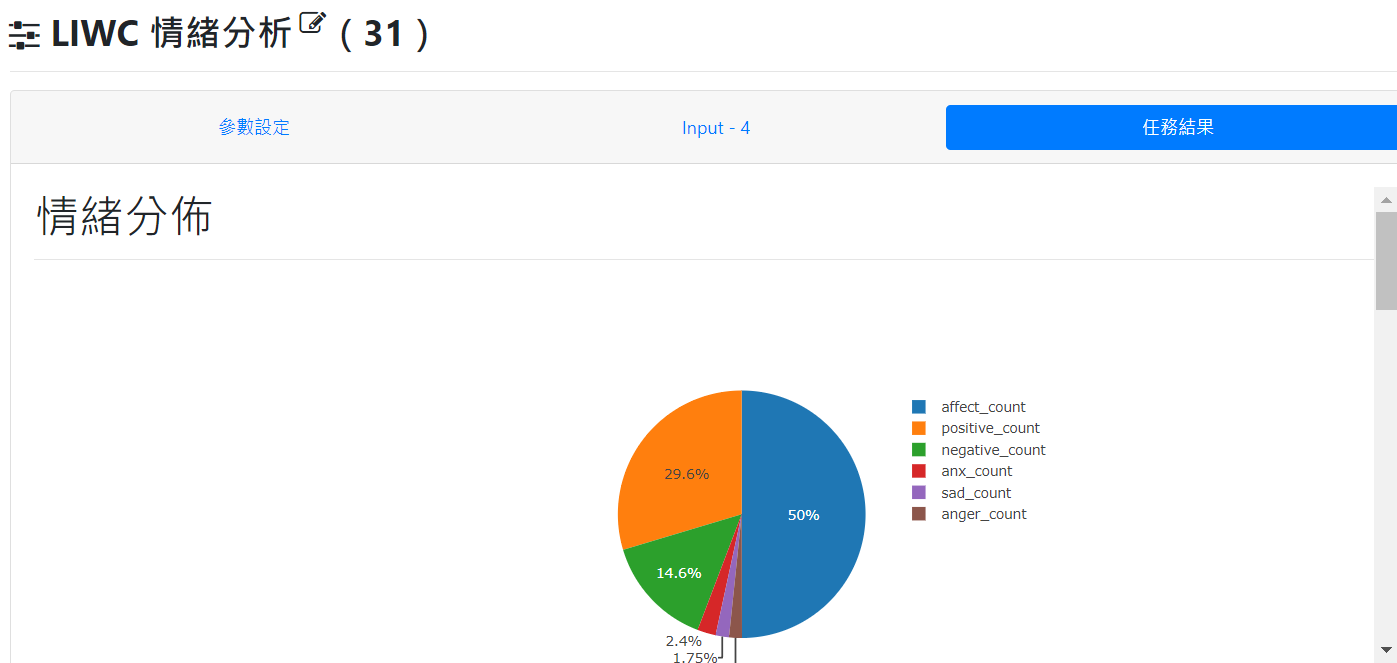 LIWC 情緒分析 ( 31 )
參數設定
Input - 4
任務結果
情緒分佈
affect_count
positive_count
negative_count
anx_count
sad_count
anger_count
29.6%
50%
14.6%
2.4%
1.75%